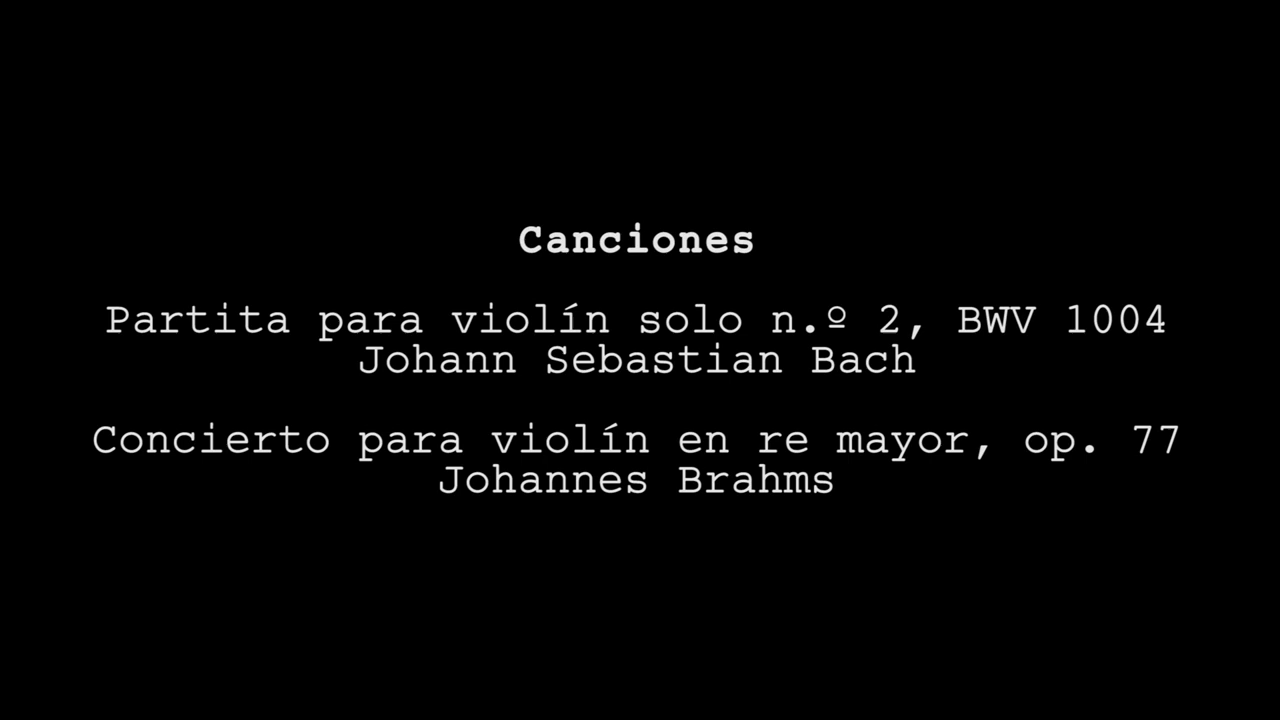 Canciones
Partita para violín solo n.º 2, BWV 1004
Johann Sebastian Bach
Concierto para violín en re mayor, op. 77
Johannes Brahms